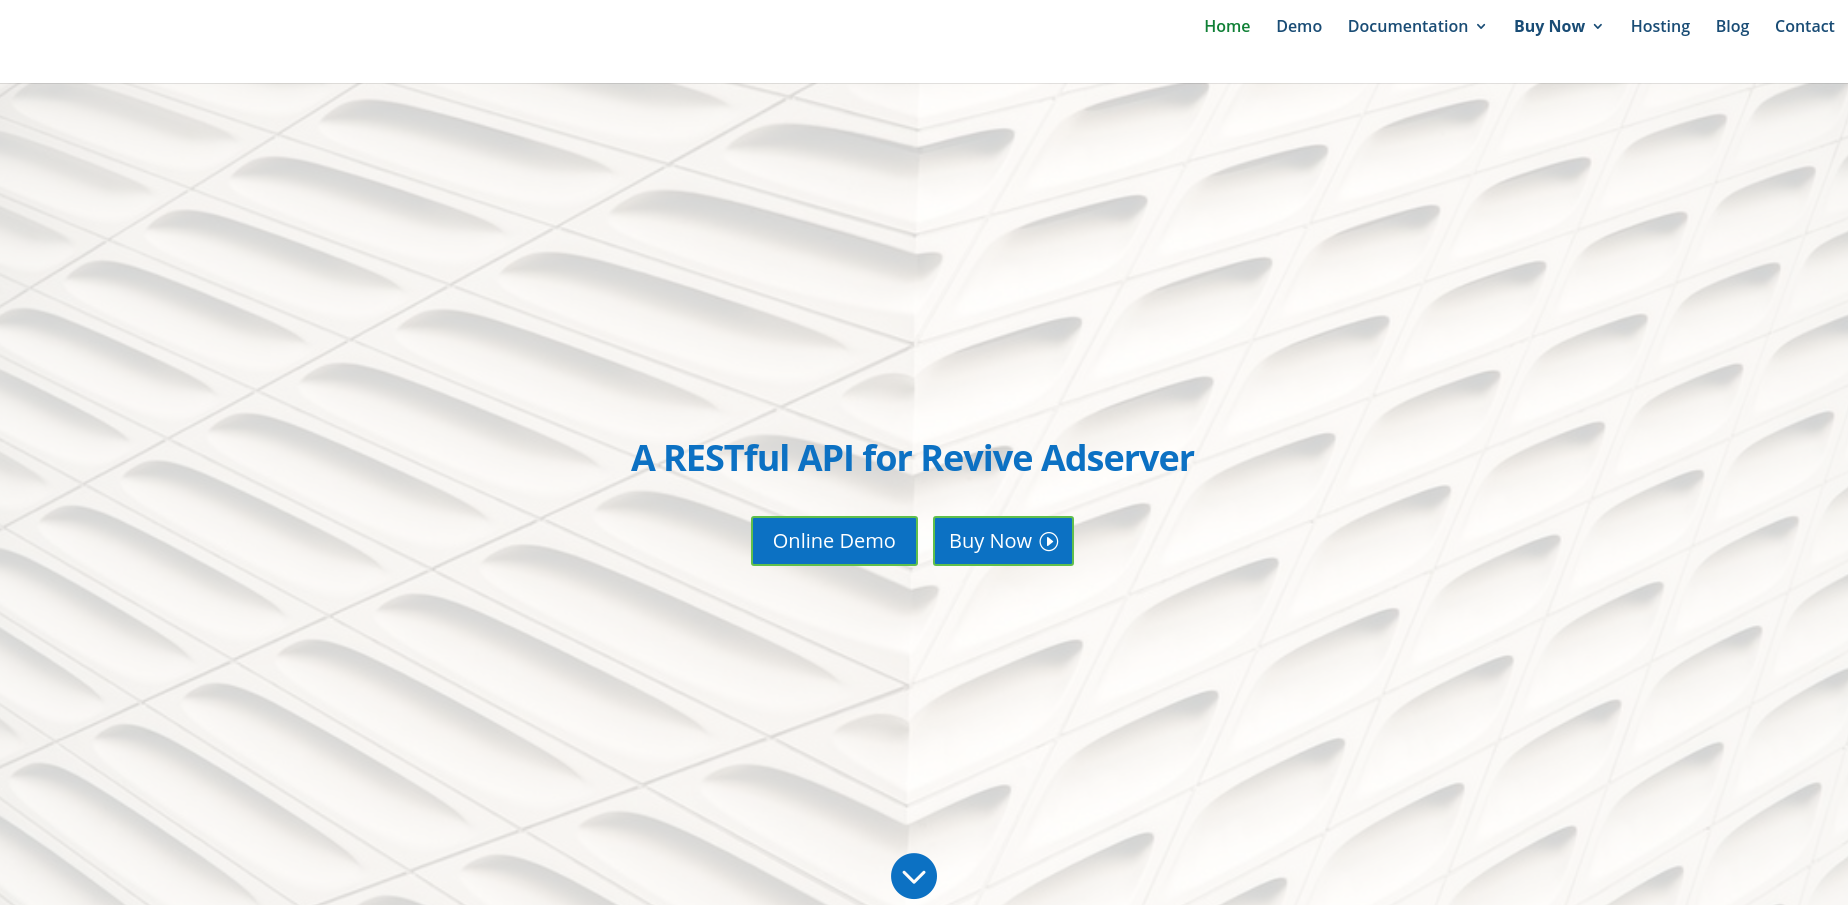 Home Demo Documentation Buy Now Hosting Blog Contact
A RESTful API for Revive Adserver
Online Demo Buy Now